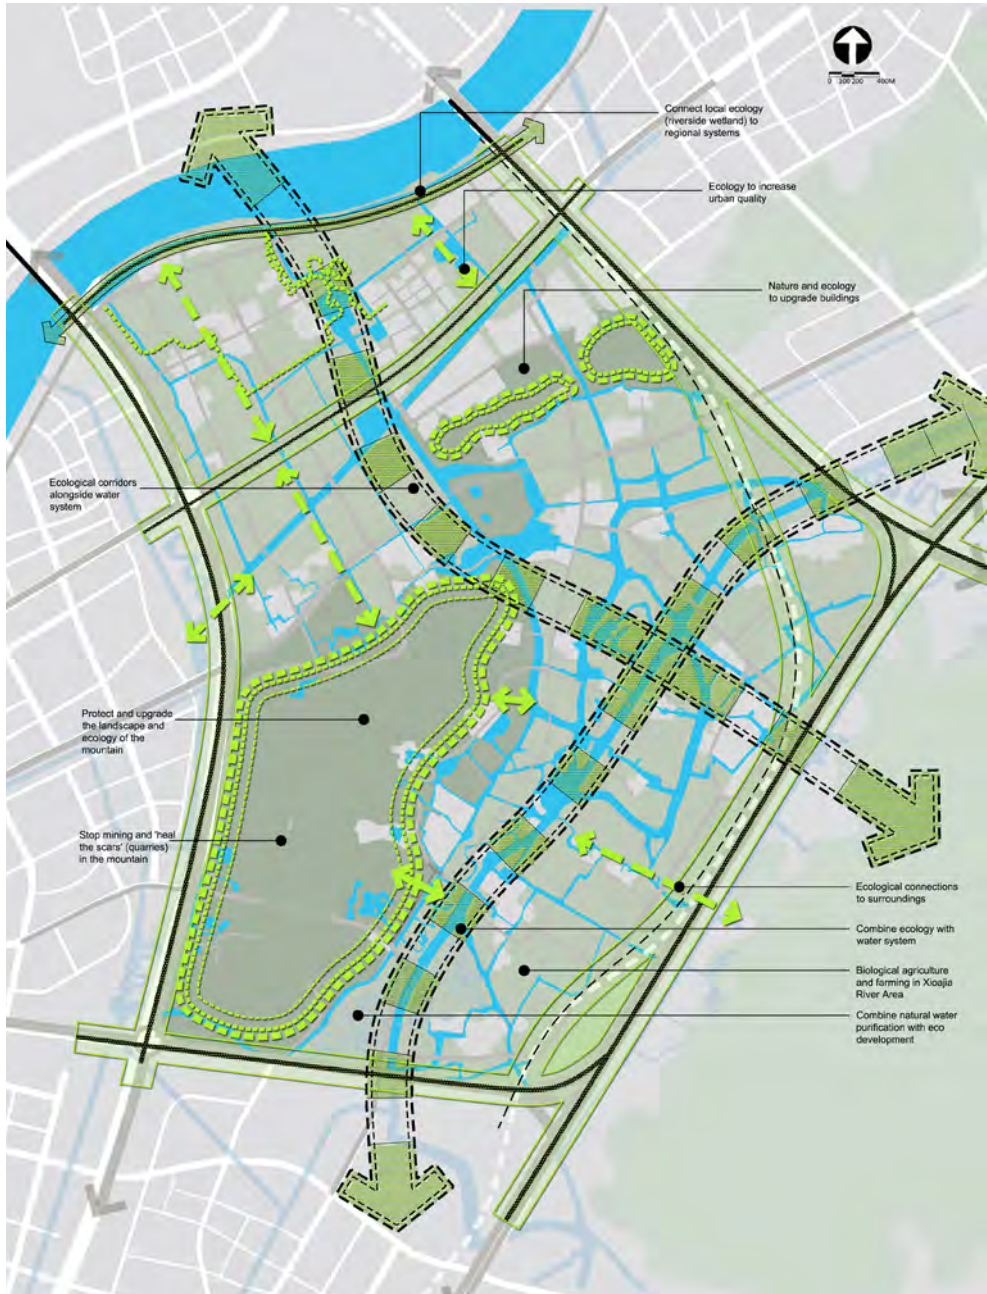 0 100 200 400M
Connect local ecology
(riverside wetland) to
regional systems
Ecology to increase
urban quality
Nature and ecology
to upgrade buildings
Ecological corridors
alongside water
system
Protect and upgrade
the landscape and
ecology of the
mountain
Stop mining and 'heal
the scars' (quarries)
in the mountain
Ecological connections
to surroundings
Combine ecology with
water system
Biological agriculture
and farming in Xioajia
River Area
Combine natural water
purification with eco
development